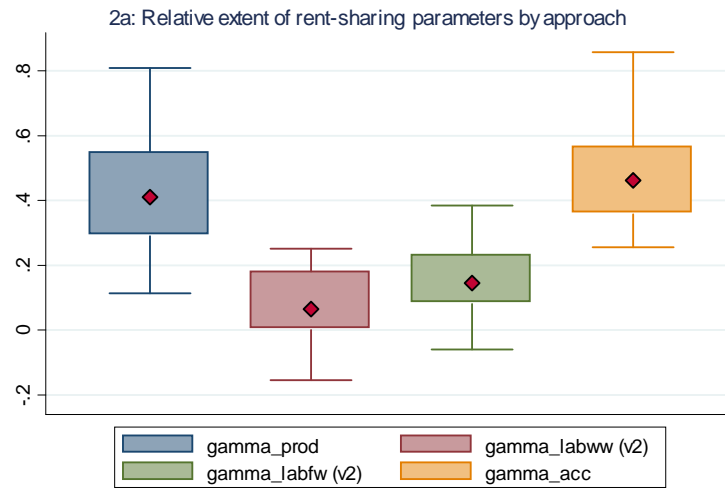 2a: Relative extent of rent-sharing parameters by approach
.8
.6
.4
.2
0
-.2
gamma_prod gamma_labww (v2)
gamma_labfw (v2) gamma_acc